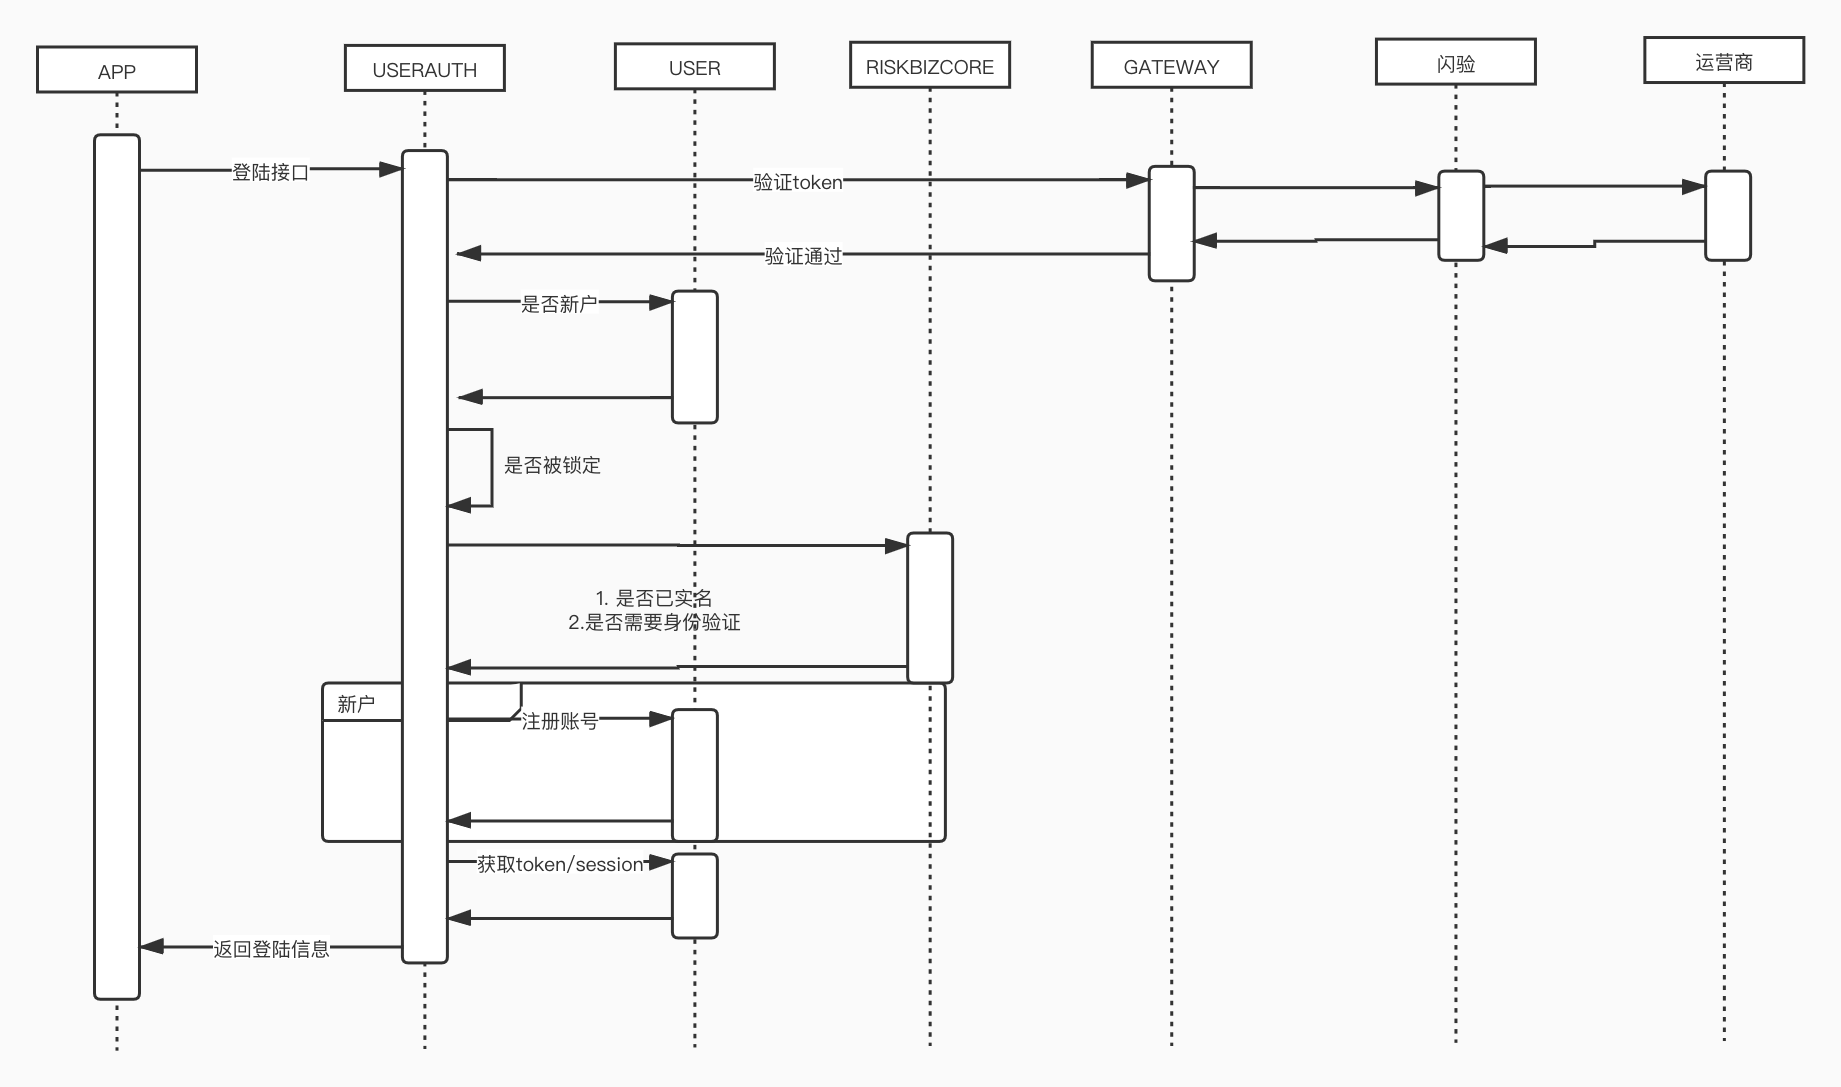 APP
USERAUTH
USER
RISKBIZCORE
GATEWAY
闪验
运营商
登陆接口
验证token
验证通过
是否新户
是否被锁定
1. 是否已实名
2.是否需要身份验证
新户
注册账号
获取token/session
返回登陆信息